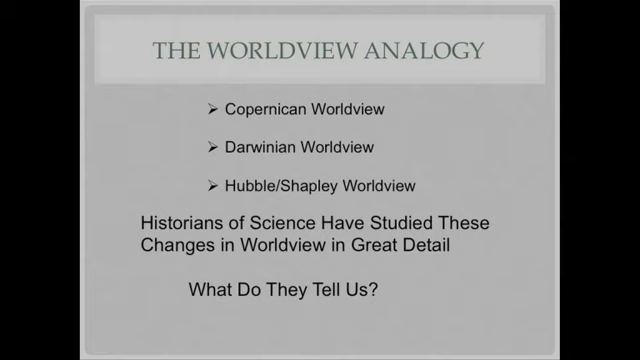 THE WORLDVIEW ANALOGY
Copernican Worldview
Darwinian Worldview
Hubble/Shapley Worldview
Historians of Science Have Studied These
Changes in Worldview in Great Detail
What Do They Tell Us?